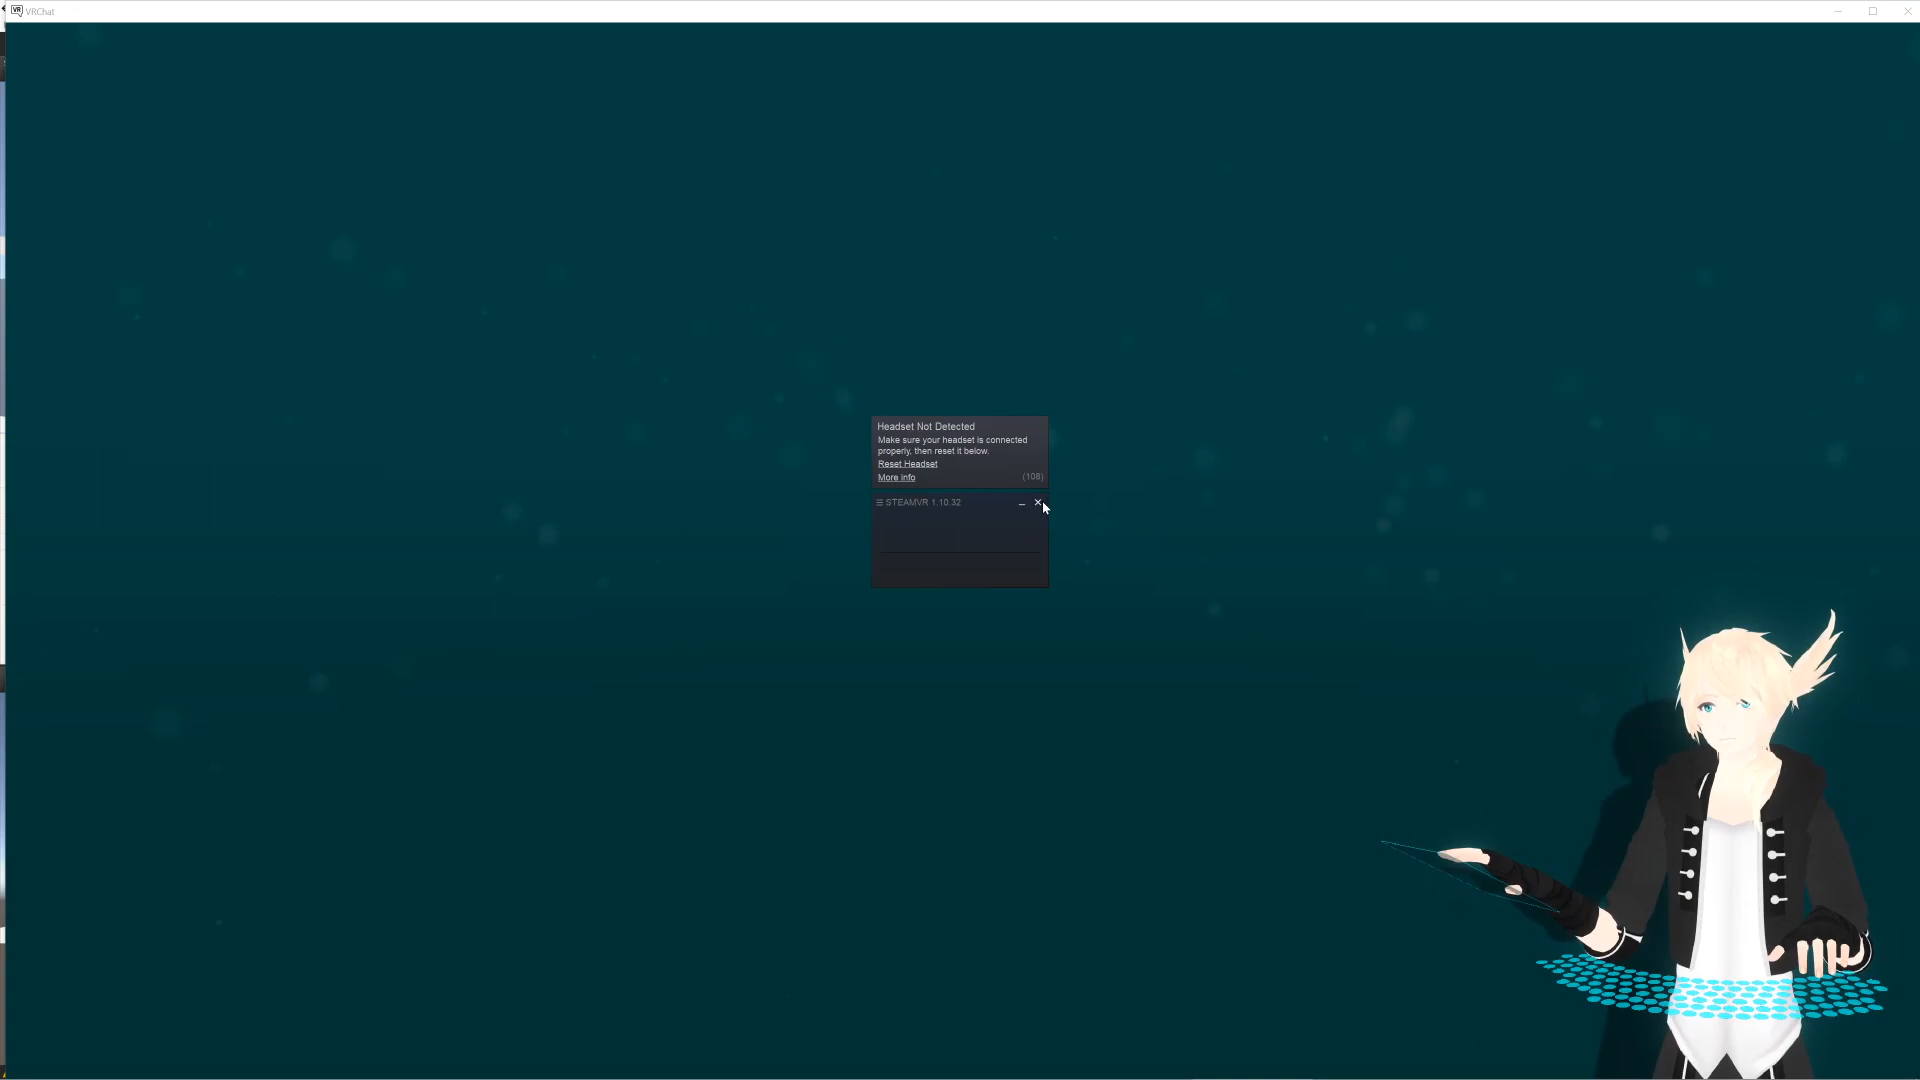 VRChat
Headset Not Detected
Make sure your headset is connected
properly, then reset it below.
Reset Headset
More info (108)
STEAMVR 1.10.32